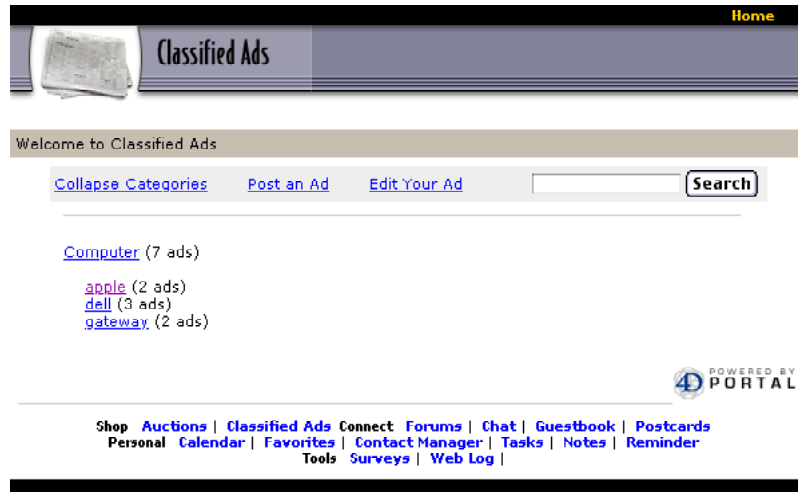 Home
Classified Ads
Welcome to Classified Ads
Collapse Categories Post an Ad Edit Your Ad Search
Computer (7 ads)
apple (2 ads)
dell (3 ads)
gateway (2 ads)
4D POWERED BY
PORTAL
Shop Auctions | Classified Ads Connect Forums | Chat | Guestbook | Postcards
Personal Calendar | Favorites | Contact Manager | Tasks | Notes | Reminder
Tools Surveys | Web Log |